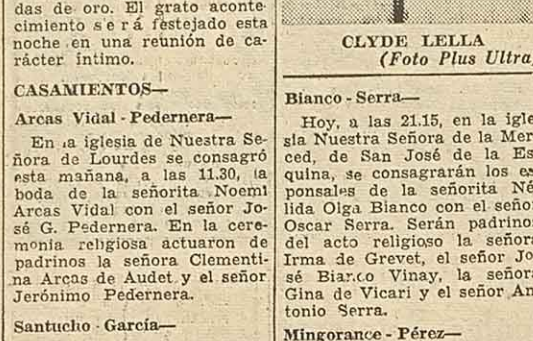 das de oro. El grato aconte-
cimiento será festejado esta
noche en una reunión de ca-
rácter íntimo.
CASAMIENTOS—
Arcas Vidal - Pedernera—
En la iglesia de Nuestra Se-
ñora de Lourdes se consagró
esta mañana, a las 11.30, la
boda de la señorita Noemí
Arcas Vidal con el señor Jo-
sé G. Pedernera. En la cere-
monia religiosa actuaron de
padrinos la señora Clementi-
na Arcas de Audet y el señor
Jerónimo Pedernera.
Santucho - García—
CLYDE LELLA
(Foto Plus Ultra)
Bianco - Serra—
Hoy, a las 21.15, en la igle
sia Nuestra Señora de la Mer
ced, de San José de la Es
quina, se consagrarán los es
ponsales de la señorita Né
lida Olga Bianco con el seño
Oscar Serra. Serán padrino
del acto religioso la señor
Irma de Grevet, el señor Jo
sé Bianco Vinay, la señor
Gina de Vicari y el señor An
tonio Serra.
Mingorance - Pérez—